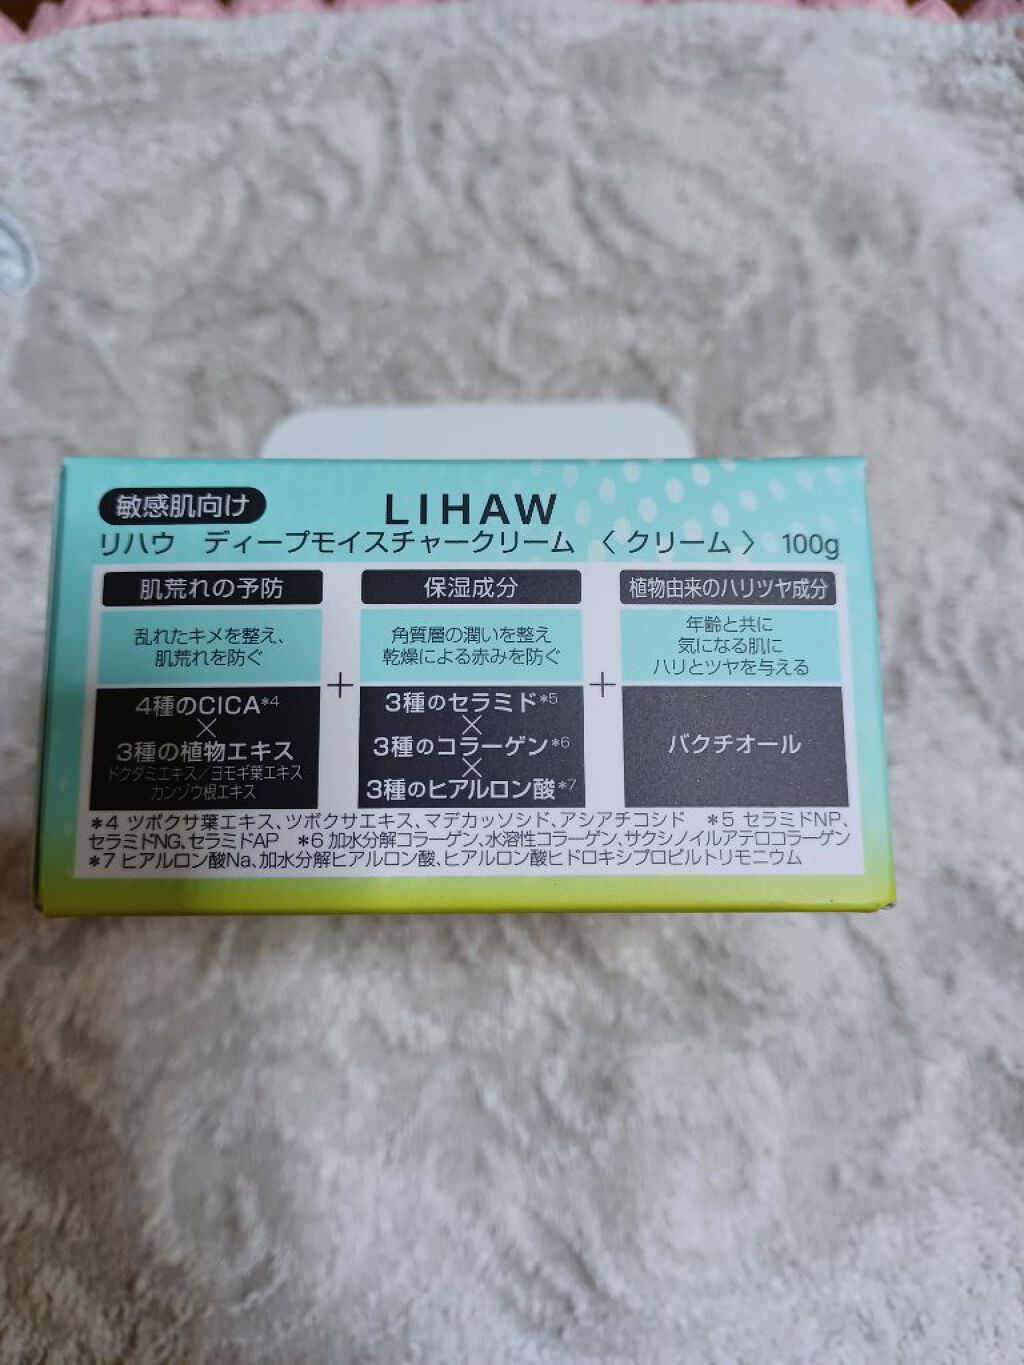 敏感肌向け
LIHAW
リハウ ディープモイスチャークリーム 〈クリーム〉 100g
肌荒れの予防
乱れたキメを整え、
肌荒れを防ぐ
4種のCICA*4
×
3種の植物エキス
ドクダミエキス/ヨモギ葉エキス
カンゾウ根エキス
+
保湿成分
角質層の潤いを整え
乾燥による赤みを防ぐ
3種のセラミド*5
×
3種のコラーゲン*6
×
3種のヒアルロン酸*7
+
植物由来のハリツヤ成分
年齢と共に
気になる肌に
ハリとツヤを与える
バクチオール
*4 ツボクサ葉エキス、ツボクサエキス、マデカッソシド、アシアチコシド *5 セラミドNP、
セラミドNG、セラミドAP *6 加水分解コラーゲン、水溶性コラーゲン、サクシノイルアテロコラーゲン
*7 ヒアルロン酸Na、加水分解ヒアルロン酸、ヒアルロン酸ヒドロキシプロピルトリモニウム